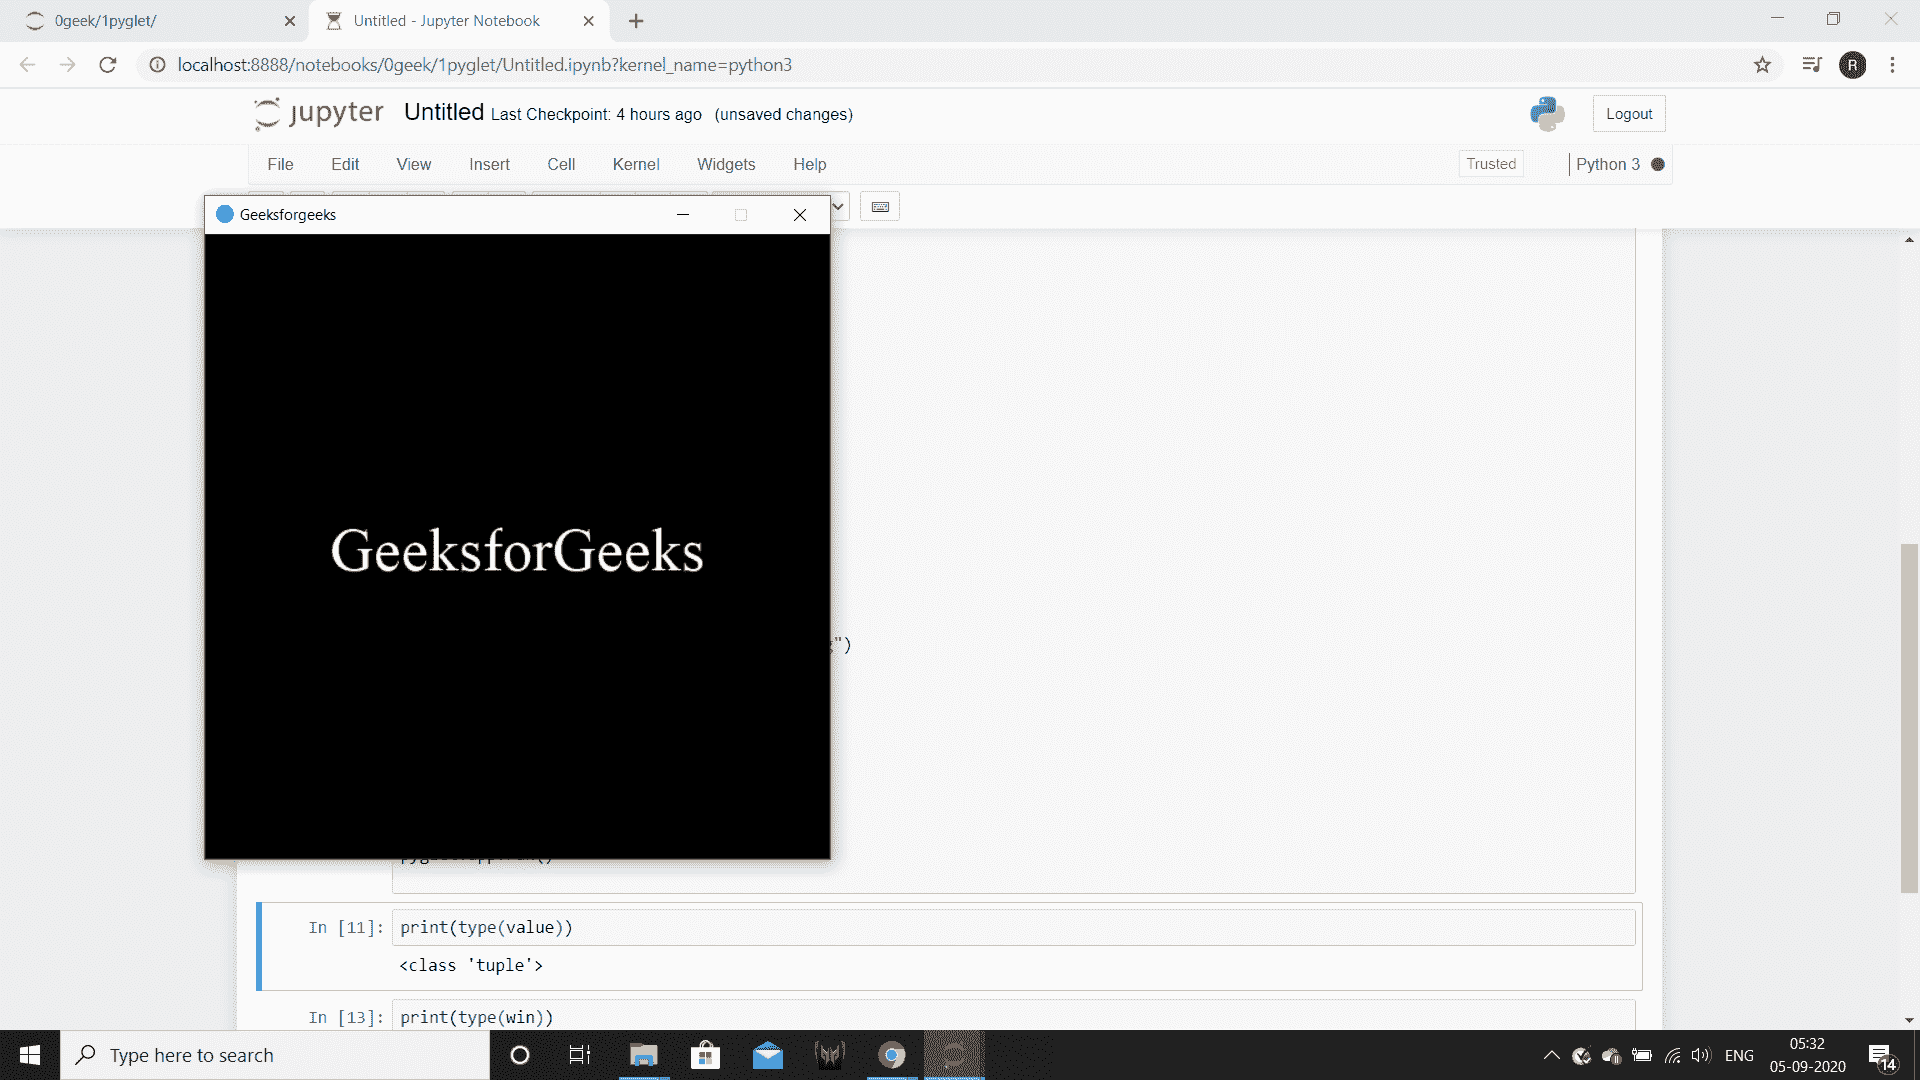 0geek/1pyglet/
Untitled - Jupyter Notebook
localhost:8888/notebooks/0geek/1pyglet/Untitled.ipynb?kernel_name=python3
R
jupyter Untitled Last Checkpoint: 4 hours ago (unsaved changes)
Logout
File Edit View Insert Cell Kernel Widgets Help
Trusted Python 3
Geeksforgeeks
GeeksforGeeks
")
In [11]: print(type(value))
<class 'tuple'>
In [13]: print(type(win))
Type here to search
ENG
05:32
05-09-2020
14